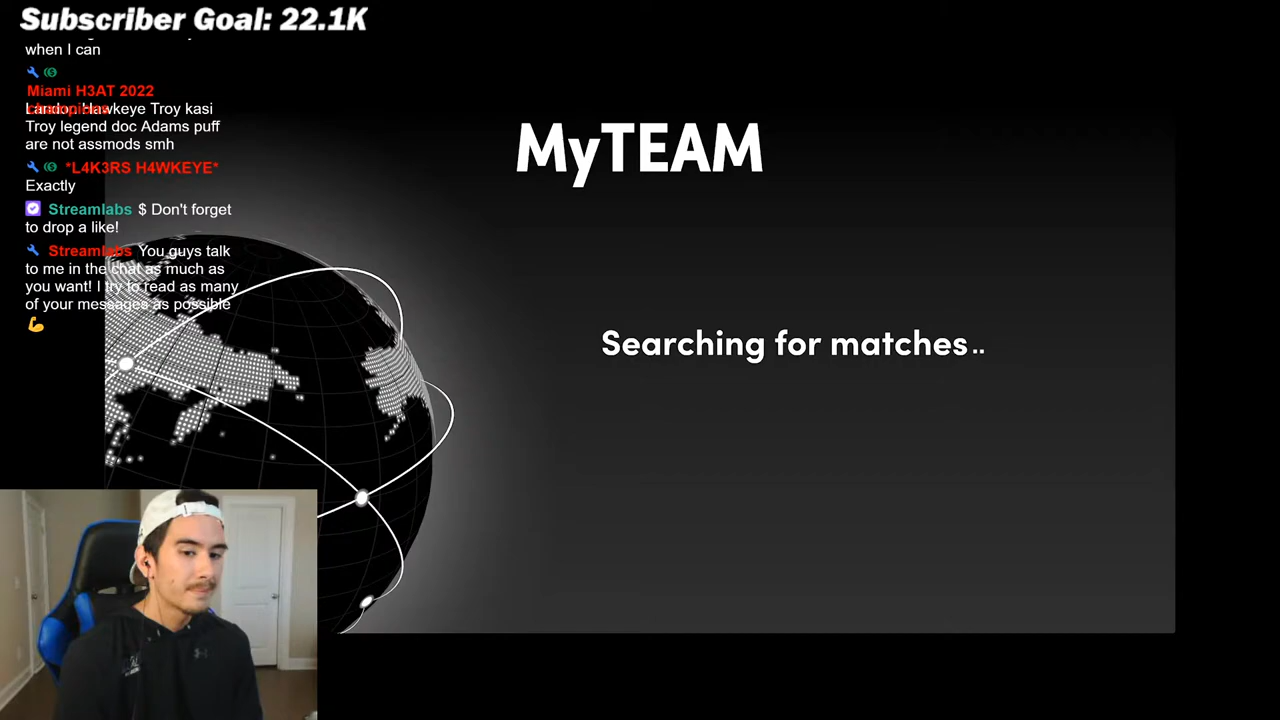 Subscriber Goal: 22.1K
when I can
Miami H3AT 2022
champions
Landon Hawkeye Troy kasi
Troy legend doc Adams puff
are not assmods smh
*L4K3RS H4WKEYE*
Exactly
Streamlabs $ Don't forget
to drop a like!
Streamlabs You guys talk
to me in the chat as much as
you want! I try to read as many
of your messages as possible
MyTEAM
Searching for matches..